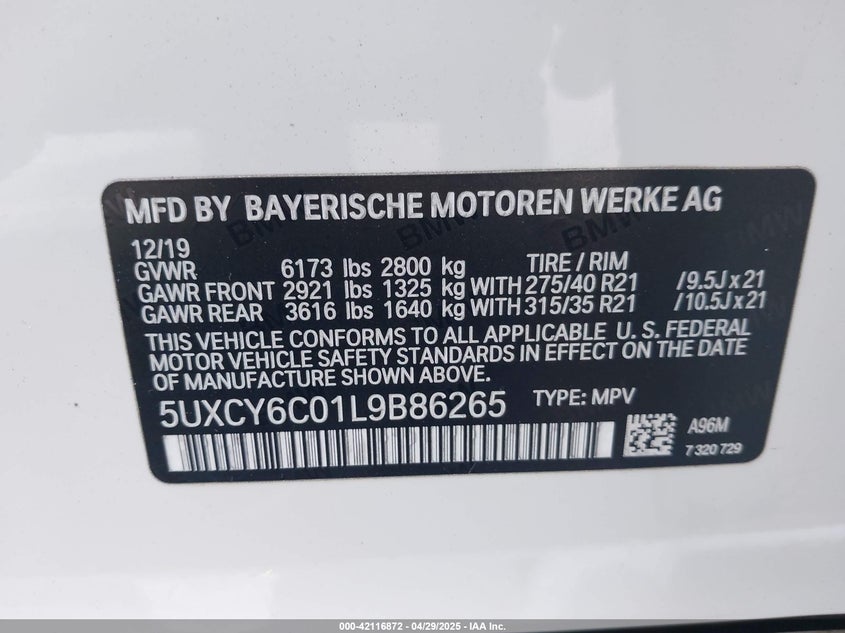 MFD BY BAYERISCHE MOTOREN WERKE AG
12/19 TIRE / RIM
GVWR 6173 lbs 2800 kg
GAWR FRONT 2921 lbs 1325 kg WITH 275/40 R21 /9.5J x 21
GAWR REAR 3616 lbs 1640 kg WITH 315/35 R21 /10.5J x 21
THIS VEHICLE CONFORMS TO ALL APPLICABLE U. S. FEDERAL
MOTOR VEHICLE SAFETY STANDARDS IN EFFECT ON THE DATE
OF MANUFACTURE SHOWN ABOVE.
5UXCY6C01L9B86265 TYPE: MPV
A96M
7 320 729
000-42116872 - 04/29/2025 - IAA Inc.